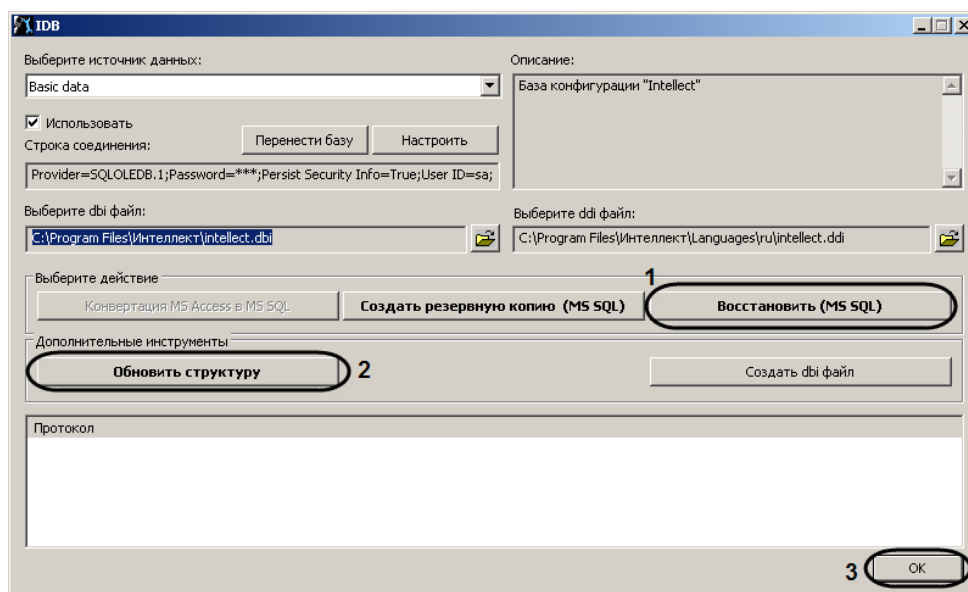 IDB
Выберите источник данных:
Описание:
Basic data
База конфигурации "Intellect"
Использовать
Строка соединения:
Перенести базу
Настроить
Provider=SQLOLEDB.1;Password=***;Persist Security Info=True;User ID=sa;
Выберите dbi файл:
Выберите ddi файл:
C:\Program Files\Интеллект\intellect.dbi
C:\Program Files\Интеллект\Languages\ru\intellect.ddi
Выберите действие
1
Конвертация MS Access в MS SQL
Создать резервную копию (MS SQL)
Восстановить (MS SQL)
Дополнительные инструменты
Обновить структуру
2
Создать dbi файл
Протокол
3
OK